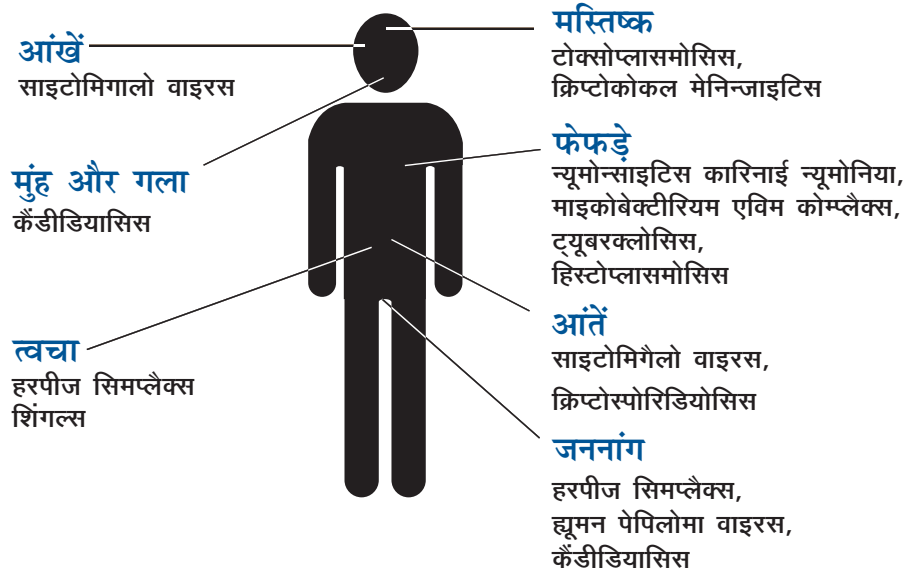 आंखें
साइटोमिगालो वाइरस
मुंह और गला
कैंडीडियासिस
त्वचा
हरपीज सिमप्लैक्स
शिंगल्स
मस्तिष्क
टोक्सोप्लासमोसिस,
क्रिप्टोकोकल मेनिन्जाइटिस
फेफड़े
न्यूमोन्साइटिस कारिनाई न्यूमोनिया,
माइकोबेक्टीरियम एविम कोम्प्लैक्स,
ट्यूबरक्लोसिस,
हिस्टोप्लासमोसिस
आंतें
साइटोमिगैलो वाइरस,
क्रिप्टोस्पोरिडियोसिस
जननांग
हरपीज सिमप्लैक्स,
ह्यूमन पेपिलोमा वाइरस,
कैंडीडियासिस